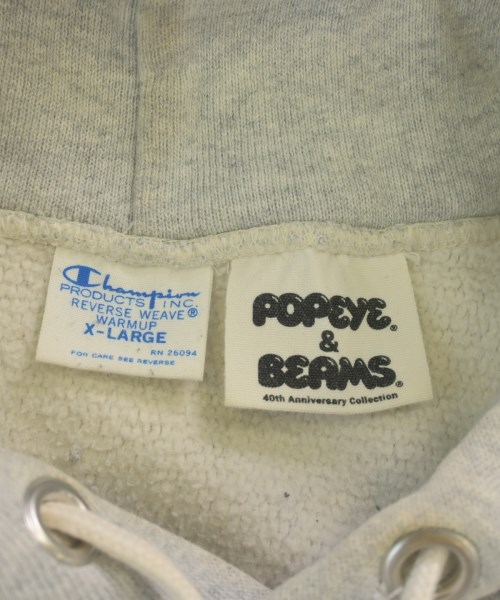 Champion
PRODUCTS INC.
REVERSE WEAVE®
WARMUP
X-LARGE
RN 26094
FOR CARE SEE REVERSE
POPEYE®
&
BEAMS®
40th Anniversary Collection